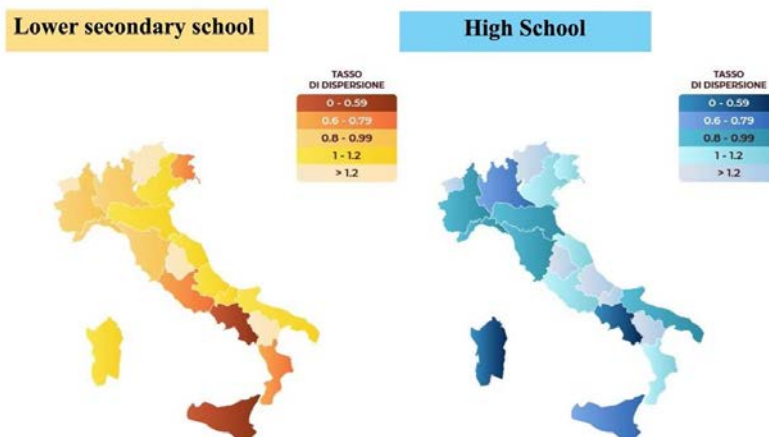 Lower secondary school
High School
TASSO
DI DISPERSIONE
0 - 0.59
0.6 - 0.79
0.8 - 0.99
1 - 1.2
> 1.2
TASSO
DI DISPERSIONE
0 - 0.59
0.6 - 0.79
0.8 - 0.99
1 - 1.2
> 1.2